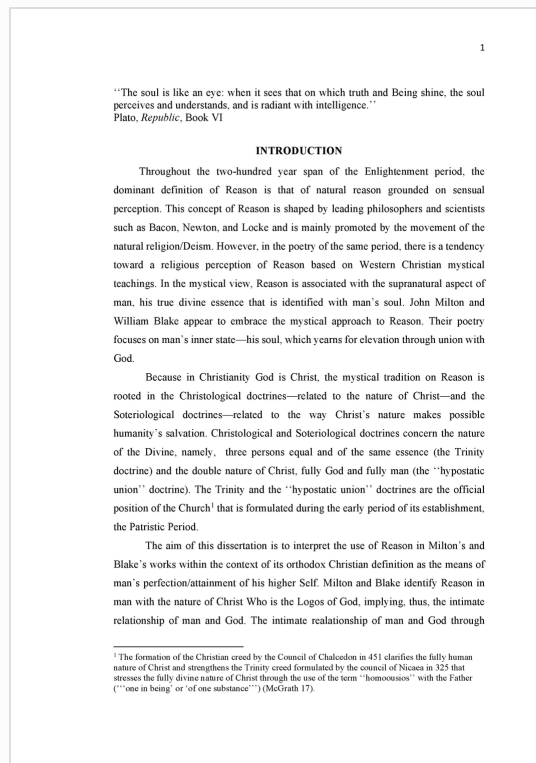 1
‘‘The soul is like an eye: when it sees that on which truth and Being shine, the soul
perceives and understands, and is radiant with intelligence.’’
Plato, Republic, Book VI
INTRODUCTION
Throughout the two-hundred year span of the Enlightenment period, the
dominant definition of Reason is that of natural reason grounded on sensual
perception. This concept of Reason is shaped by leading philosophers and scientists
such as Bacon, Newton, and Locke and is mainly promoted by the movement of the
natural religion/Deism. However, in the poetry of the same period, there is a tendency
toward a religious perception of Reason based on Western Christian mystical
teachings. In the mystical view, Reason is associated with the supranatural aspect of
man, his true divine essence that is identified with man’s soul. John Milton and
William Blake appear to embrace the mystical approach to Reason. Their poetry
focuses on man’s inner state—his soul, which yearns for elevation through union with
God.
Because in Christianity God is Christ, the mystical tradition on Reason is
rooted in the Christological doctrines—related to the nature of Christ—and the
Soteriological doctrines—related to the way Christ’s nature makes possible
humanity’s salvation. Christological and Soteriological doctrines concern the nature
of the Divine, namely, three persons equal and of the same essence (the Trinity
doctrine) and the double nature of Christ, fully God and fully man (the ‘‘hypostatic
union’’ doctrine). The Trinity and the ‘‘hypostatic union’’ doctrines are the official
position of the Church¹ that is formulated during the early period of its establishment,
the Patristic Period.
The aim of this dissertation is to interpret the use of Reason in Milton’s and
Blake’s works within the context of its orthodox Christian definition as the means of
man’s perfection/attainment of his higher Self. Milton and Blake identify Reason in
man with the nature of Christ Who is the Logos of God, implying, thus, the intimate
relationship of man and God. The intimate realationship of man and God through
¹ The formation of the Christian creed by the Council of Chalcedon in 451 clarifies the fully human
nature of Christ and strengthens the Trinity creed formulated by the council of Nicaea in 325 that
stresses the fully divine nature of Christ through the use of the term ‘‘homoousios’’ with the Father
(‘‘‘one in being’ or ‘of one substance’’’) (McGrath 17).